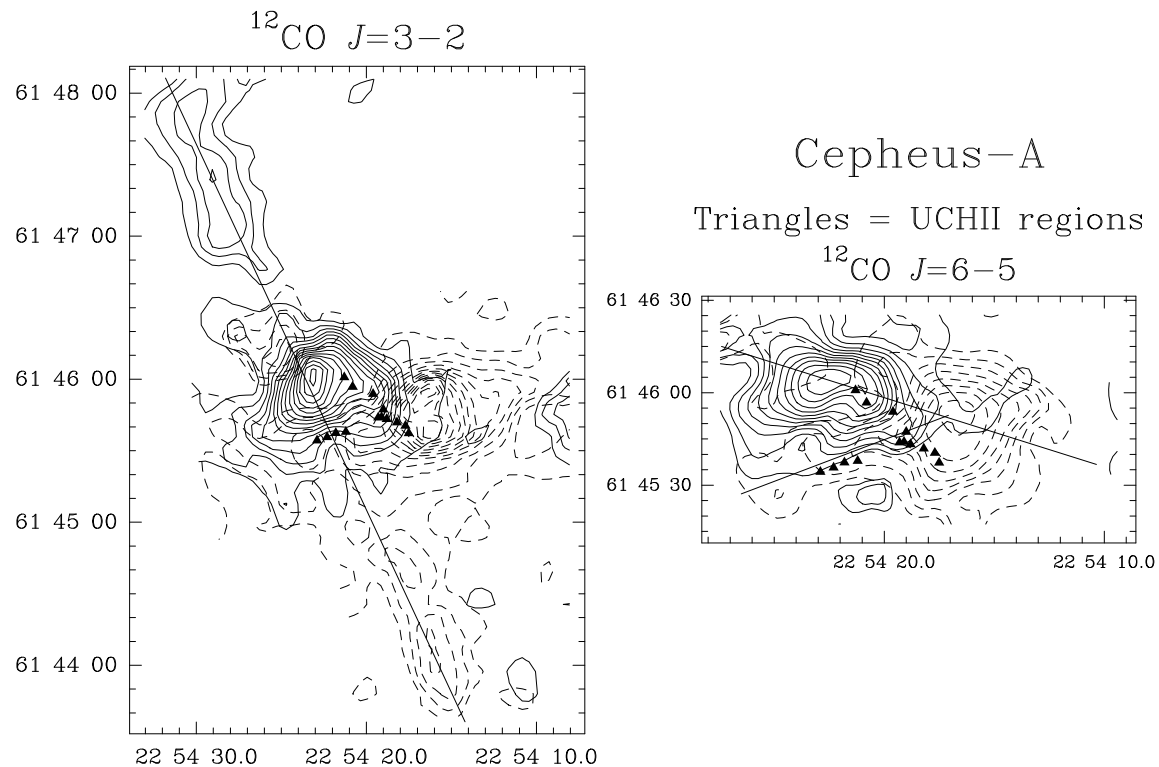 ¹²CO J=3−2
61 48 00
61 47 00
61 46 00
61 45 00
61 44 00
22 54 30.0 22 54 20.0 22 54 10.0
Cepheus−A
Triangles = UCHII regions
¹²CO J=6−5
61 46 30
61 46 00
61 45 30
22 54 20.0 22 54 10.0